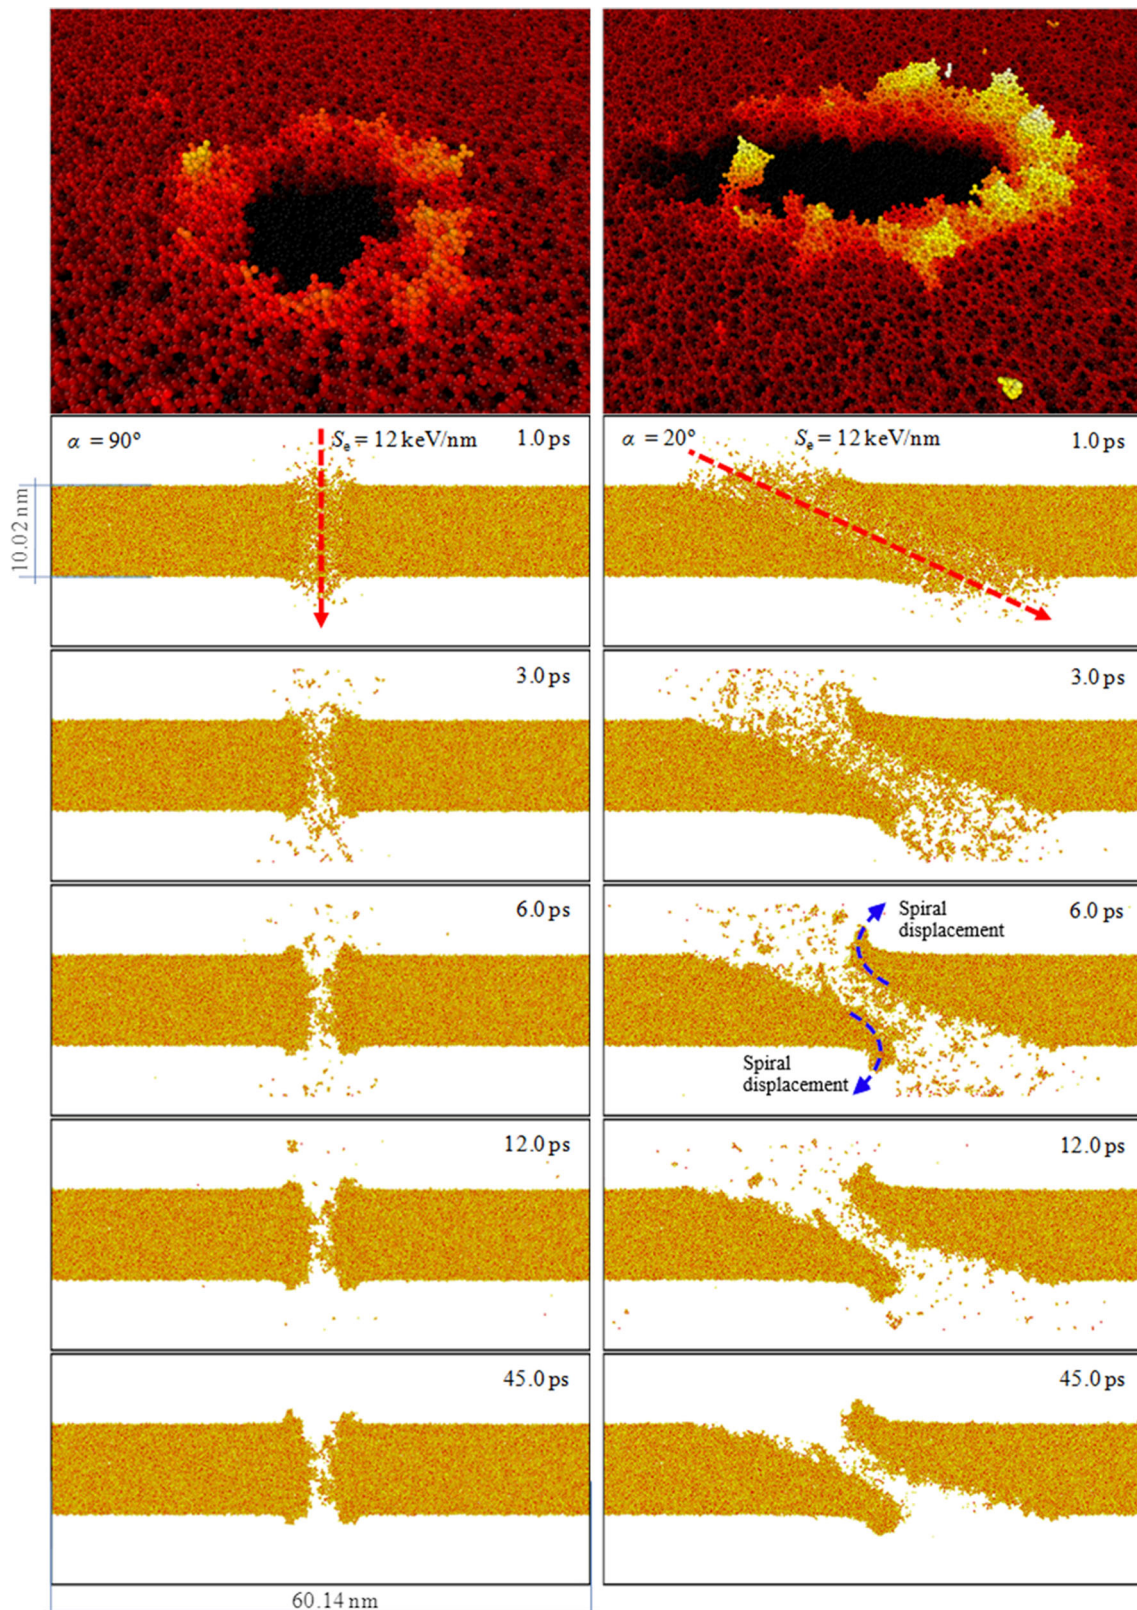 α = 90°
Sₑ = 12 keV/nm
1.0 ps
α = 20°
Sₑ = 12 keV/nm
1.0 ps
10.02 nm
3.0 ps
3.0 ps
6.0 ps
Spiral
displacement
6.0 ps
Spiral
displacement
12.0 ps
12.0 ps
45.0 ps
45.0 ps
60.14 nm